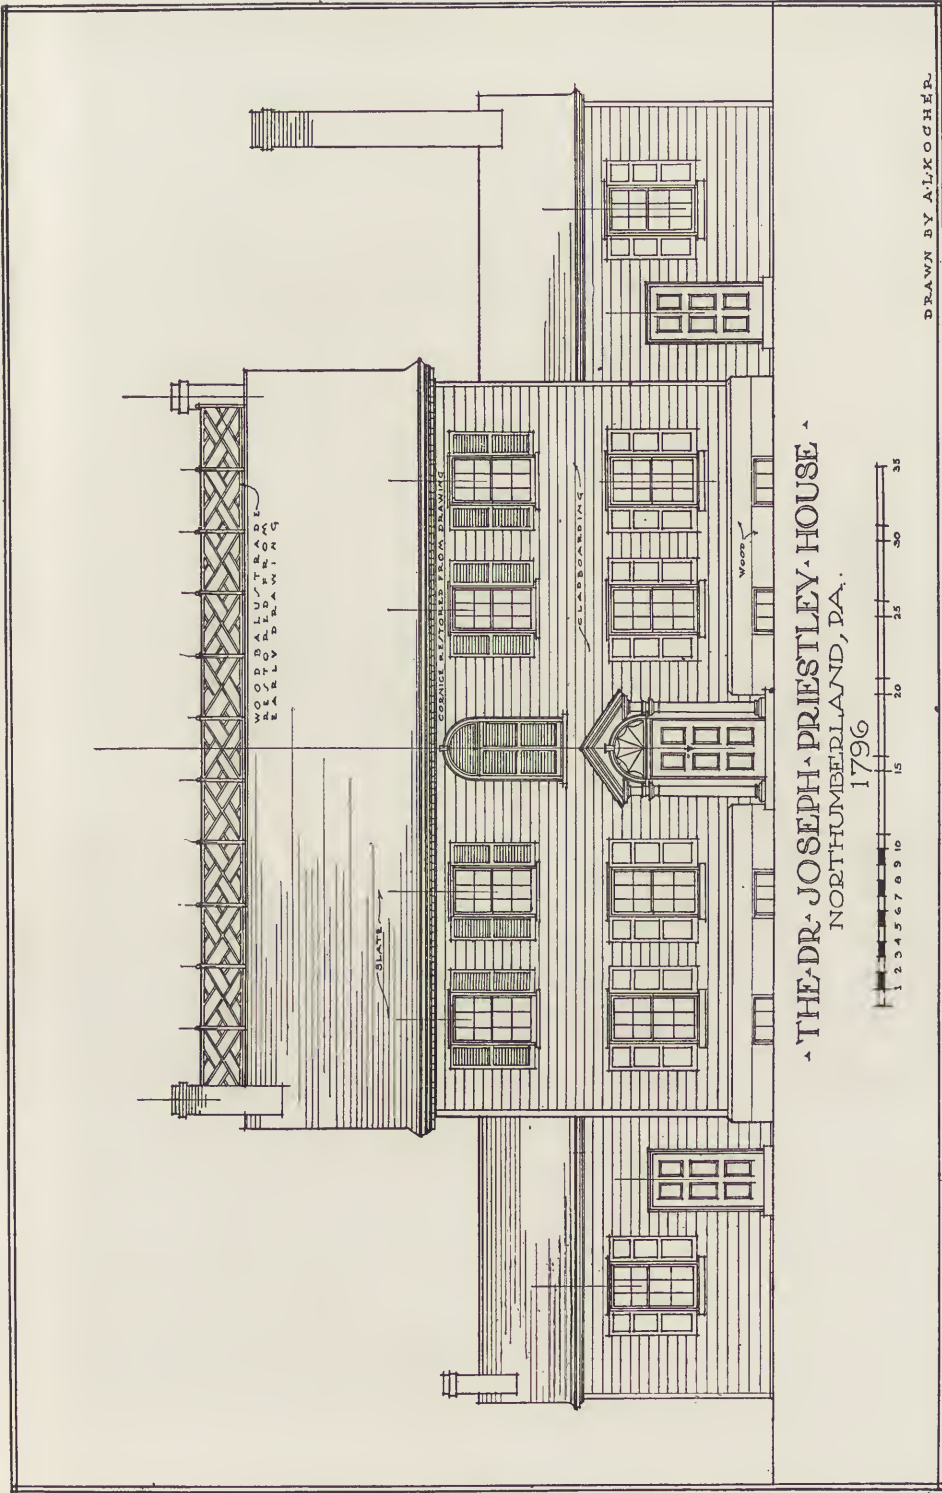 WOOD BALUSTRADE
RESTORED FROM
EARLY DRAWING
SLATE
CORNICE RESTORED FROM DRAWING
CLAPBOARDING
WOOD
· THE · DR · JOSEPH · PRIESTLEY · HOUSE ·
NORTHUMBERLAND, PA.
1796
1 2 3 4 5 6 7 8 9 10 15 20 25 30 35
DRAWN BY A·L·KOCHER